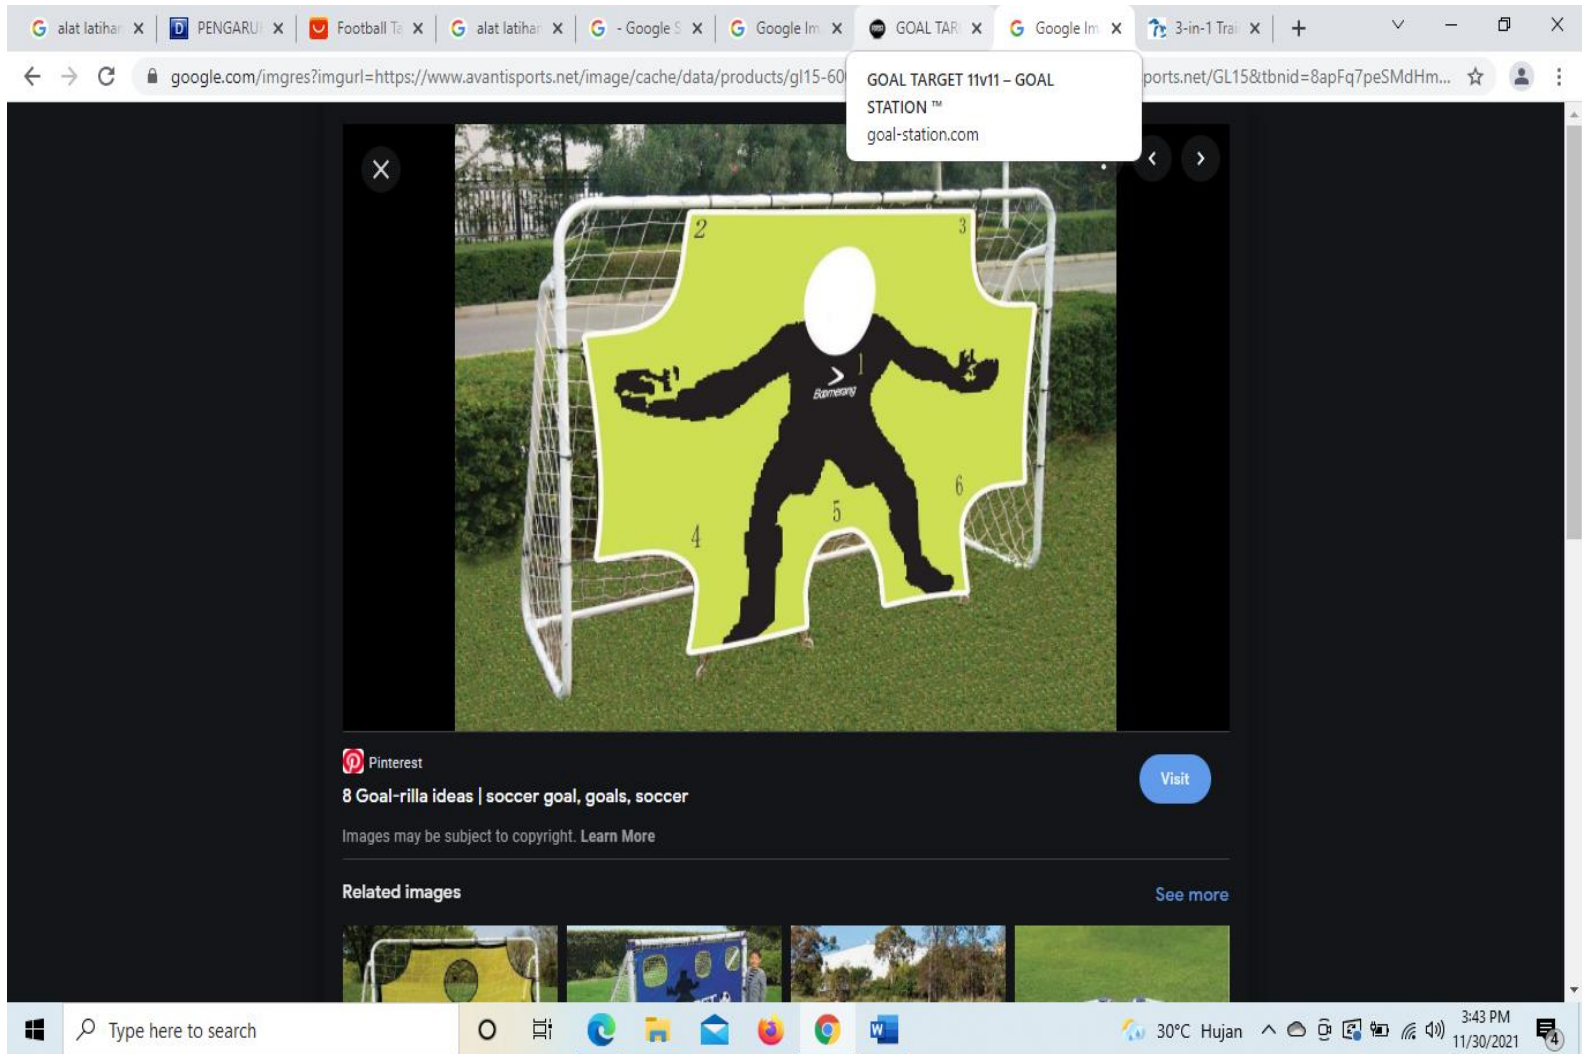 alat latihar
PENGARUH
Football Ta
alat latihar
- Google S
Google Im
GOAL TAR
Google Im
3-in-1 Trai
google.com/imgres?imgurl=https://www.avantisports.net/image/cache/data/products/gl15-60
ports.net/GL15&tbnid=8apFq7peSMdHm...
GOAL TARGET 11v11 – GOAL
STATION ™
goal-station.com
2
3
1
Boomerang
6
5
4
Pinterest
Visit
8 Goal-rilla ideas | soccer goal, goals, soccer
Images may be subject to copyright. Learn More
Related images
See more
Type here to search
30°C Hujan
3:43 PM
11/30/2021
4